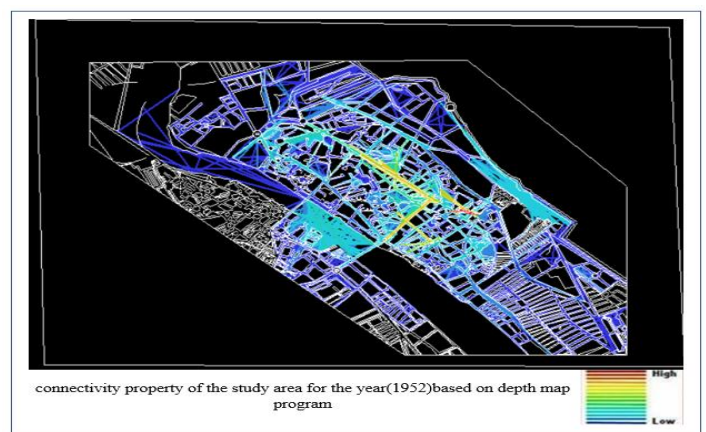 connectivity property of the study area for the year(1952)based on depth map
program
High
Low